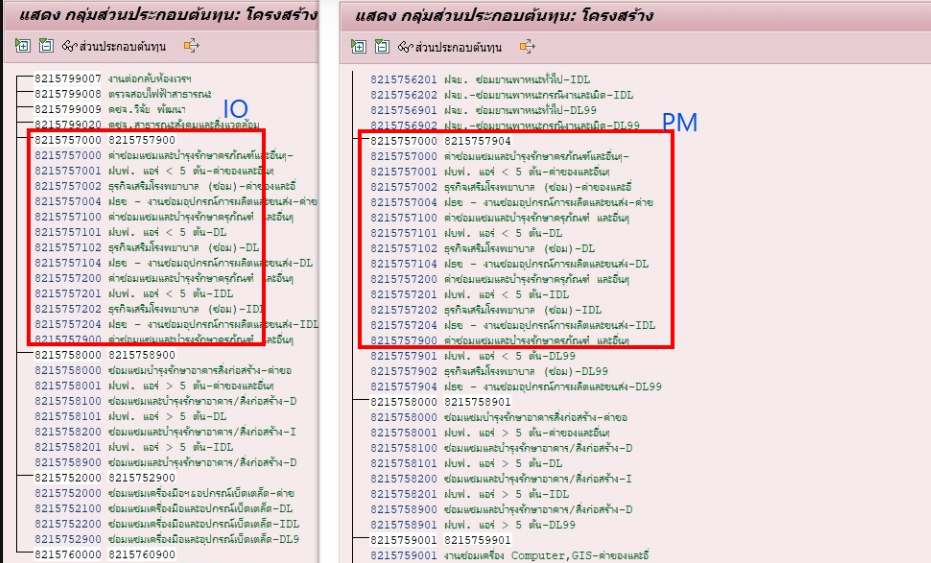 แสดง กลุ่มส่วนประกอบต้นทุน: โครงสร้าง
ส่วนประกอบต้นทุน
8215799007 งานต่อกลับห้องเวรฯ
8215799008 ตรวจสอบไฟฟ้าสาธารณะ
8215799009 คชจ.วิจัย พัฒนา
IO
8215799020 คชจ.สาธารณะสังคมและสิ่งแวดล้อม
8215757000 8215757900
8215757000 ค่าซ่อมแซมและบำรุงรักษาครุภัณฑ์และอื่นๆ-
8215757001 ฝบฟ. แอร์ < 5 ตัน-ค่าของและอื่นๆ
8215757002 ธุรกิจเสริมโรงพยาบาล (ซ่อม)-ค่าของและอื่
8215757004 ฝธย - งานซ่อมอุปกรณ์การผลิตและขนส่ง-ค่าข
8215757100 ค่าซ่อมแซมและบำรุงรักษาครุภัณฑ์ และอื่นๆ
8215757101 ฝบฟ. แอร์ < 5 ตัน-DL
8215757102 ธุรกิจเสริมโรงพยาบาล (ซ่อม)-DL
8215757104 ฝธย - งานซ่อมอุปกรณ์การผลิตและขนส่ง-DL
8215757200 ค่าซ่อมแซมและบำรุงรักษาครุภัณฑ์ และอื่นๆ
8215757201 ฝบฟ. แอร์ < 5 ตัน-IDL
8215757202 ธุรกิจเสริมโรงพยาบาล (ซ่อม)-IDL
8215757204 ฝธย - งานซ่อมอุปกรณ์การผลิตและขนส่ง-IDL
8215757900 ค่าซ่อมแซมและบำรุงรักษาครุภัณฑ์ และอื่นๆ
8215758000 8215758900
8215758000 ซ่อมแซมบำรุงรักษาอาคารสิ่งก่อสร้าง-ค่าขอ
8215758001 ฝบฟ. แอร์ > 5 ตัน-ค่าของและอื่นๆ
8215758100 ซ่อมแซมและบำรุงรักษาอาคาร/สิ่งก่อสร้าง-D
8215758101 ฝบฟ. แอร์ > 5 ตัน-DL
8215758200 ซ่อมแซมและบำรุงรักษาอาคาร/สิ่งก่อสร้าง-I
8215758201 ฝบฟ. แอร์ > 5 ตัน-IDL
8215758900 ซ่อมแซมและบำรุงรักษาอาคาร/สิ่งก่อสร้าง-D
8215752000 8215752900
8215752000 ซ่อมแซมเครื่องมือฯ&อุปกรณ์เบ็ดเตล็ด-ค่าข
8215752100 ซ่อมแซมเครื่องมือและอุปกรณ์เบ็ดเตล็ด-DL
8215752200 ซ่อมแซมเครื่องมือและอุปกรณ์เบ็ดเตล็ด-IDL
8215752900 ซ่อมแซมเครื่องมือและอุปกรณ์เบ็ดเตล็ด-DL9
8215760000 8215760900
แสดง กลุ่มส่วนประกอบต้นทุน: โครงสร้าง
ส่วนประกอบต้นทุน
8215756201 ฝจย. ซ่อมยานพาหนะทั่วไป-IDL
8215756202 ฝจย.-ซ่อมยานพาหนะกรณีงานละเมิด-IDL
8215756901 ฝจย. ซ่อมยานพาหนะทั่วไป-DL99
8215756902 ฝจย.-ซ่อมยานพาหนะกรณีงานละเมิด-DL99
PM
8215757000 8215757904
8215757000 ค่าซ่อมแซมและบำรุงรักษาครุภัณฑ์และอื่นๆ-
8215757001 ฝบฟ. แอร์ < 5 ตัน-ค่าของและอื่นๆ
8215757002 ธุรกิจเสริมโรงพยาบาล (ซ่อม)-ค่าของและอื่
8215757004 ฝธย - งานซ่อมอุปกรณ์การผลิตและขนส่ง-ค่าข
8215757100 ค่าซ่อมแซมและบำรุงรักษาครุภัณฑ์ และอื่นๆ
8215757101 ฝบฟ. แอร์ < 5 ตัน-DL
8215757102 ธุรกิจเสริมโรงพยาบาล (ซ่อม)-DL
8215757104 ฝธย - งานซ่อมอุปกรณ์การผลิตและขนส่ง-DL
8215757200 ค่าซ่อมแซมและบำรุงรักษาครุภัณฑ์ และอื่นๆ
8215757201 ฝบฟ. แอร์ < 5 ตัน-IDL
8215757202 ธุรกิจเสริมโรงพยาบาล (ซ่อม)-IDL
8215757204 ฝธย - งานซ่อมอุปกรณ์การผลิตและขนส่ง-IDL
8215757900 ค่าซ่อมแซมและบำรุงรักษาครุภัณฑ์ และอื่นๆ
8215757901 ฝบฟ. แอร์ < 5 ตัน-DL99
8215757902 ธุรกิจเสริมโรงพยาบาล (ซ่อม)-DL99
8215757904 ฝธย - งานซ่อมอุปกรณ์การผลิตและขนส่ง-DL99
8215758000 8215758901
8215758000 ซ่อมแซมบำรุงรักษาอาคารสิ่งก่อสร้าง-ค่าขอ
8215758001 ฝบฟ. แอร์ > 5 ตัน-ค่าของและอื่นๆ
8215758100 ซ่อมแซมและบำรุงรักษาอาคาร/สิ่งก่อสร้าง-D
8215758101 ฝบฟ. แอร์ > 5 ตัน-DL
8215758200 ซ่อมแซมและบำรุงรักษาอาคาร/สิ่งก่อสร้าง-I
8215758201 ฝบฟ. แอร์ > 5 ตัน-IDL
8215758900 ซ่อมแซมและบำรุงรักษาอาคาร/สิ่งก่อสร้าง-D
8215758901 ฝบฟ. แอร์ > 5 ตัน-DL99
8215759001 8215759901
8215759001 งานซ่อมเครื่อง Computer,GIS-ค่าของและอื่